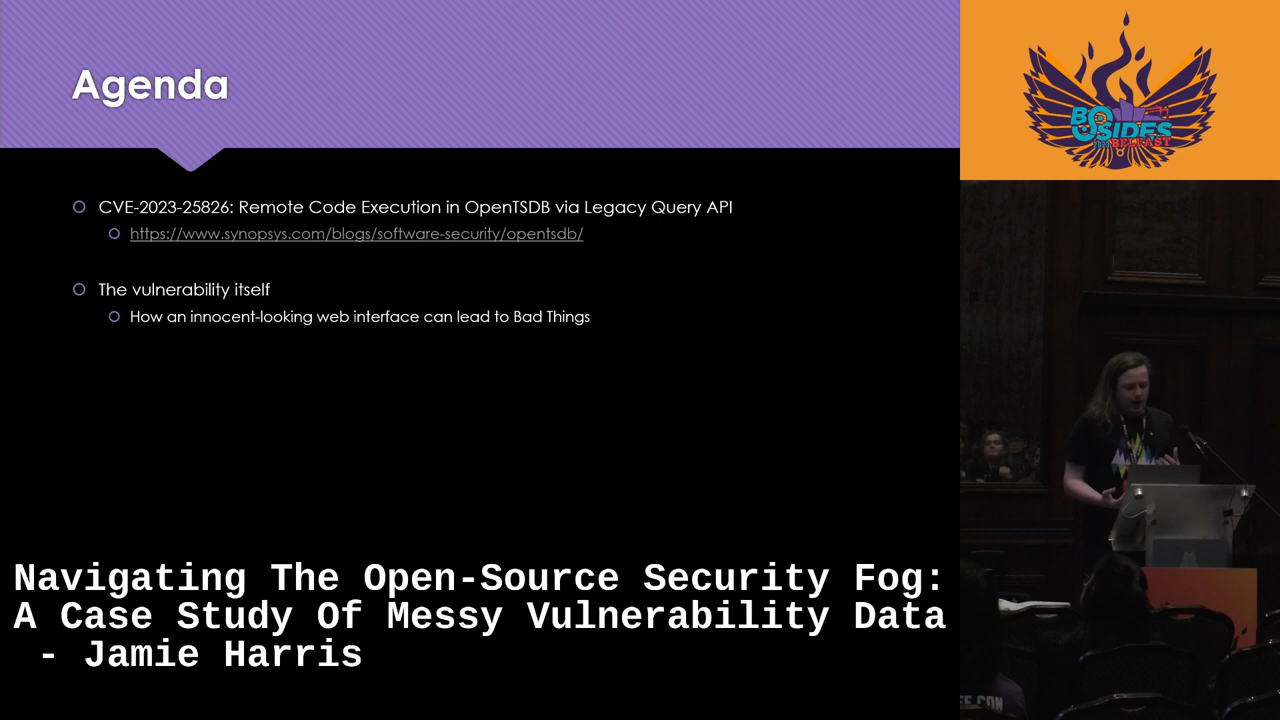 Agenda
CVE-2023-25826: Remote Code Execution in OpenTSDB via Legacy Query API
https://www.synopsys.com/blogs/software-security/opentsdb/
The vulnerability itself
How an innocent-looking web interface can lead to Bad Things
Navigating The Open-Source Security Fog:
A Case Study Of Messy Vulnerability Data
- Jamie Harris
BSIDES
BELFAST